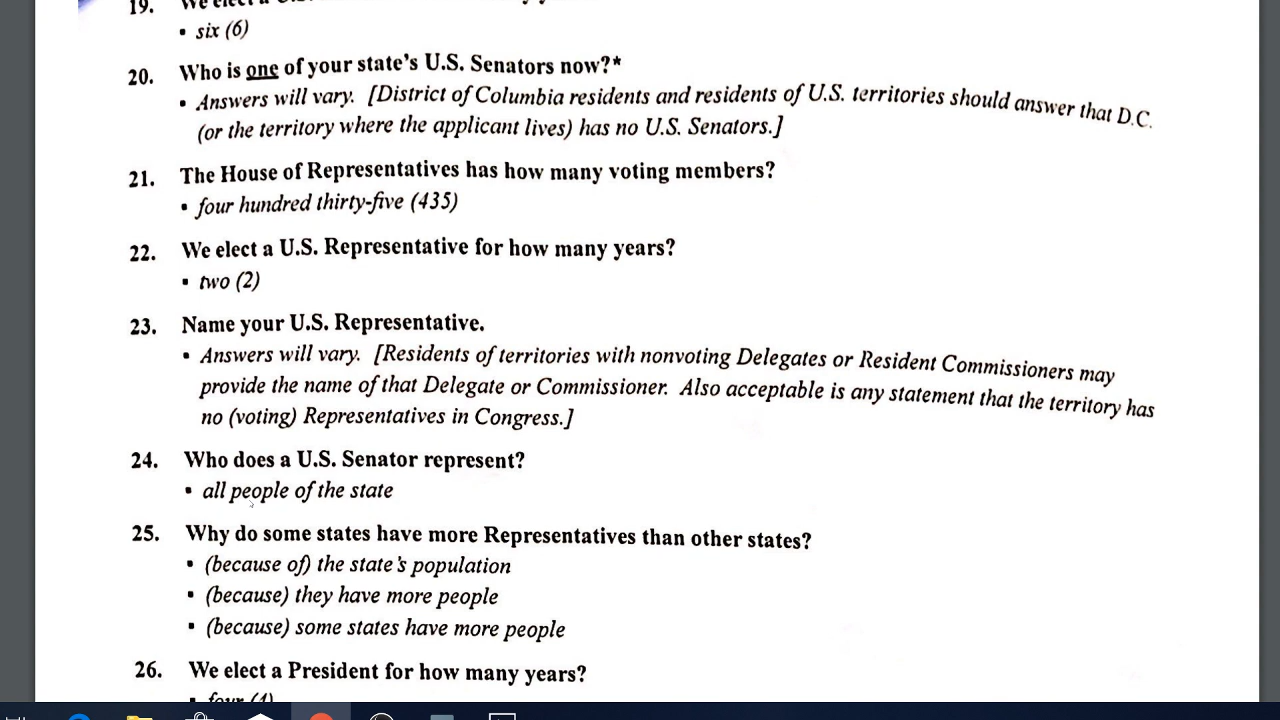 19.
six (6)
20. Who is one of your state's U.S. Senators now?*
▪ Answers will vary. [District of Columbia residents and residents of U.S. territories should answer that D.C.
(or the territory where the applicant lives) has no U.S. Senators.]
21. The House of Representatives has how many voting members?
▪ four hundred thirty-five (435)
22. We elect a U.S. Representative for how many years?
▪ two (2)
23. Name your U.S. Representative.
▪ Answers will vary. [Residents of territories with nonvoting Delegates or Resident Commissioners may
provide the name of that Delegate or Commissioner. Also acceptable is any statement that the territory has
no (voting) Representatives in Congress.]
24. Who does a U.S. Senator represent?
▪ all people of the state
25. Why do some states have more Representatives than other states?
▪ (because of) the state's population
▪ (because) they have more people
▪ (because) some states have more people
26. We elect a President for how many years?
▪ four (4)